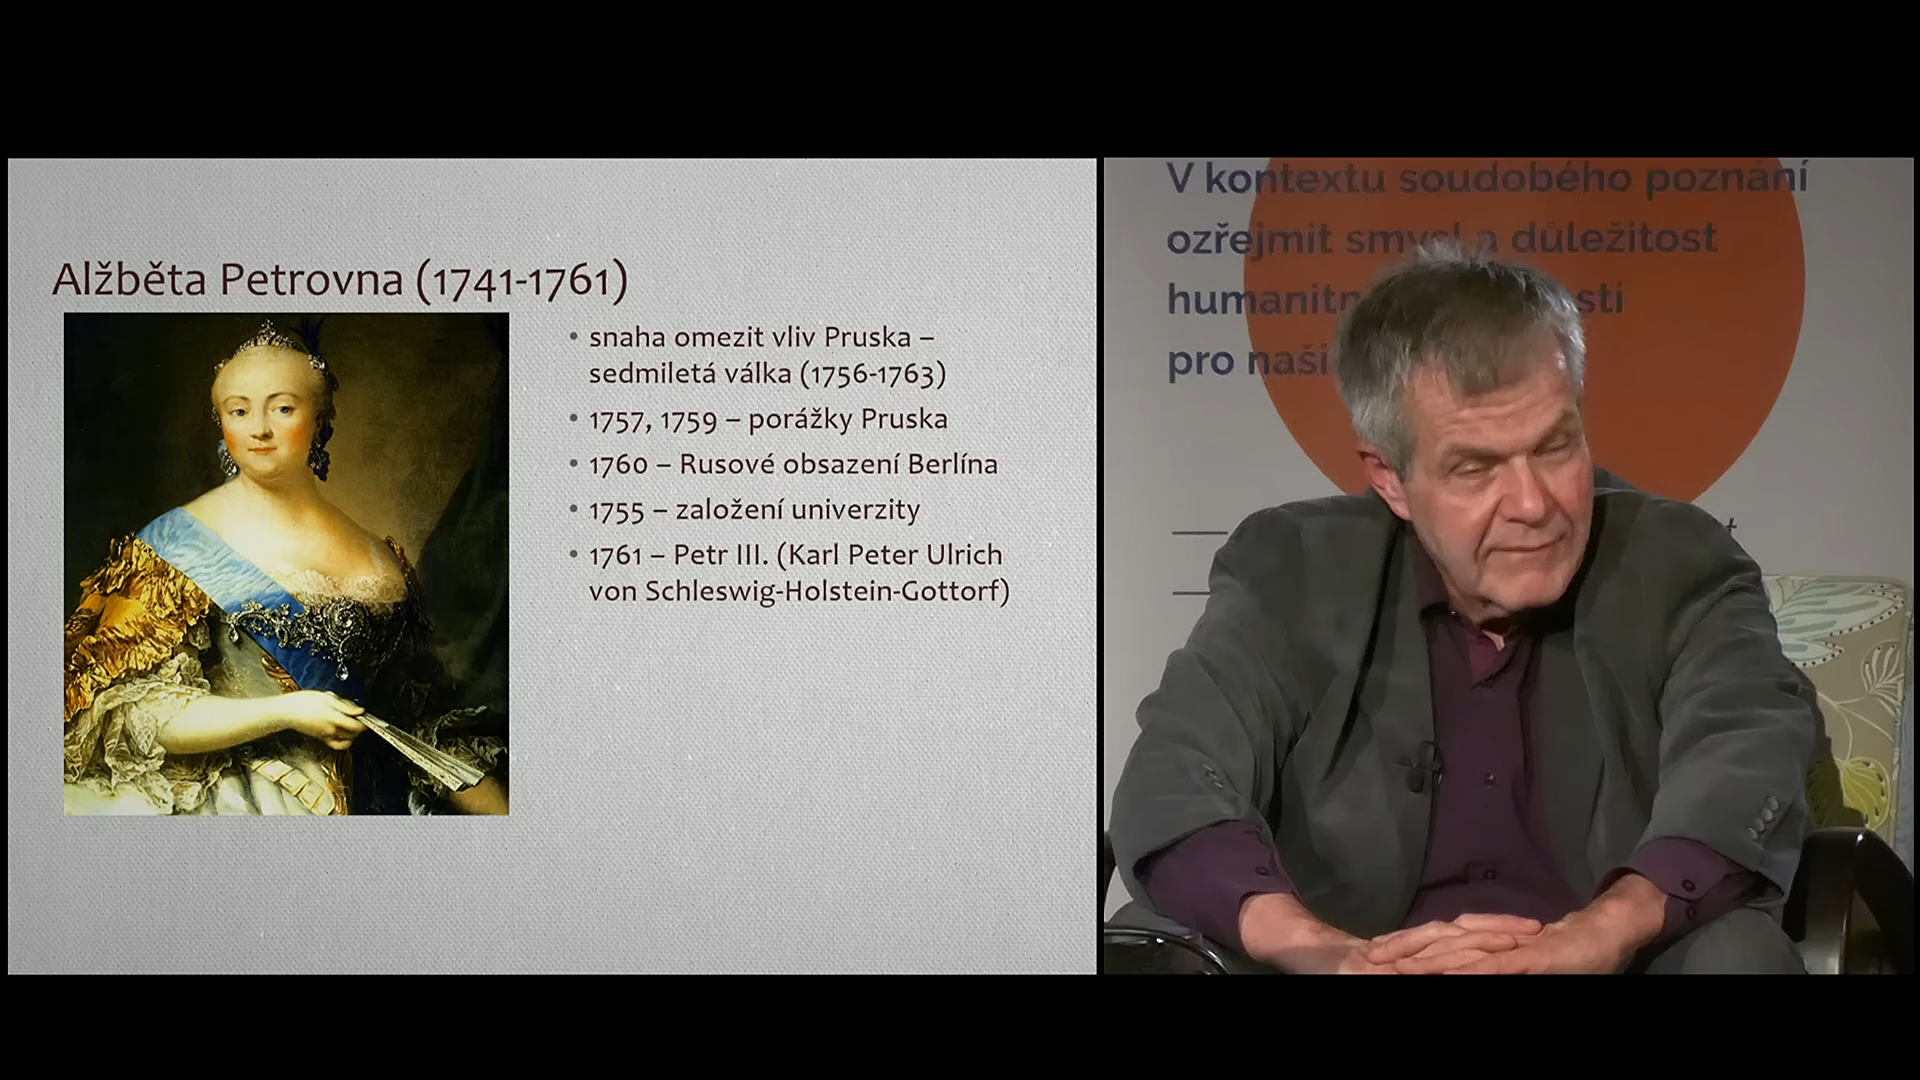 Alžběta Petrovna (1741-1761)
• snaha omezit vliv Pruska –
sedmiletá válka (1756-1763)
• 1757, 1759 – porážky Pruska
• 1760 – Rusové obsazení Berlína
• 1755 – založení univerzity
• 1761 – Petr III. (Karl Peter Ulrich
von Schleswig-Holstein-Gottorf)
V kontextu soudobého poznání
ozřejmit smysl a důležitost
pro naši